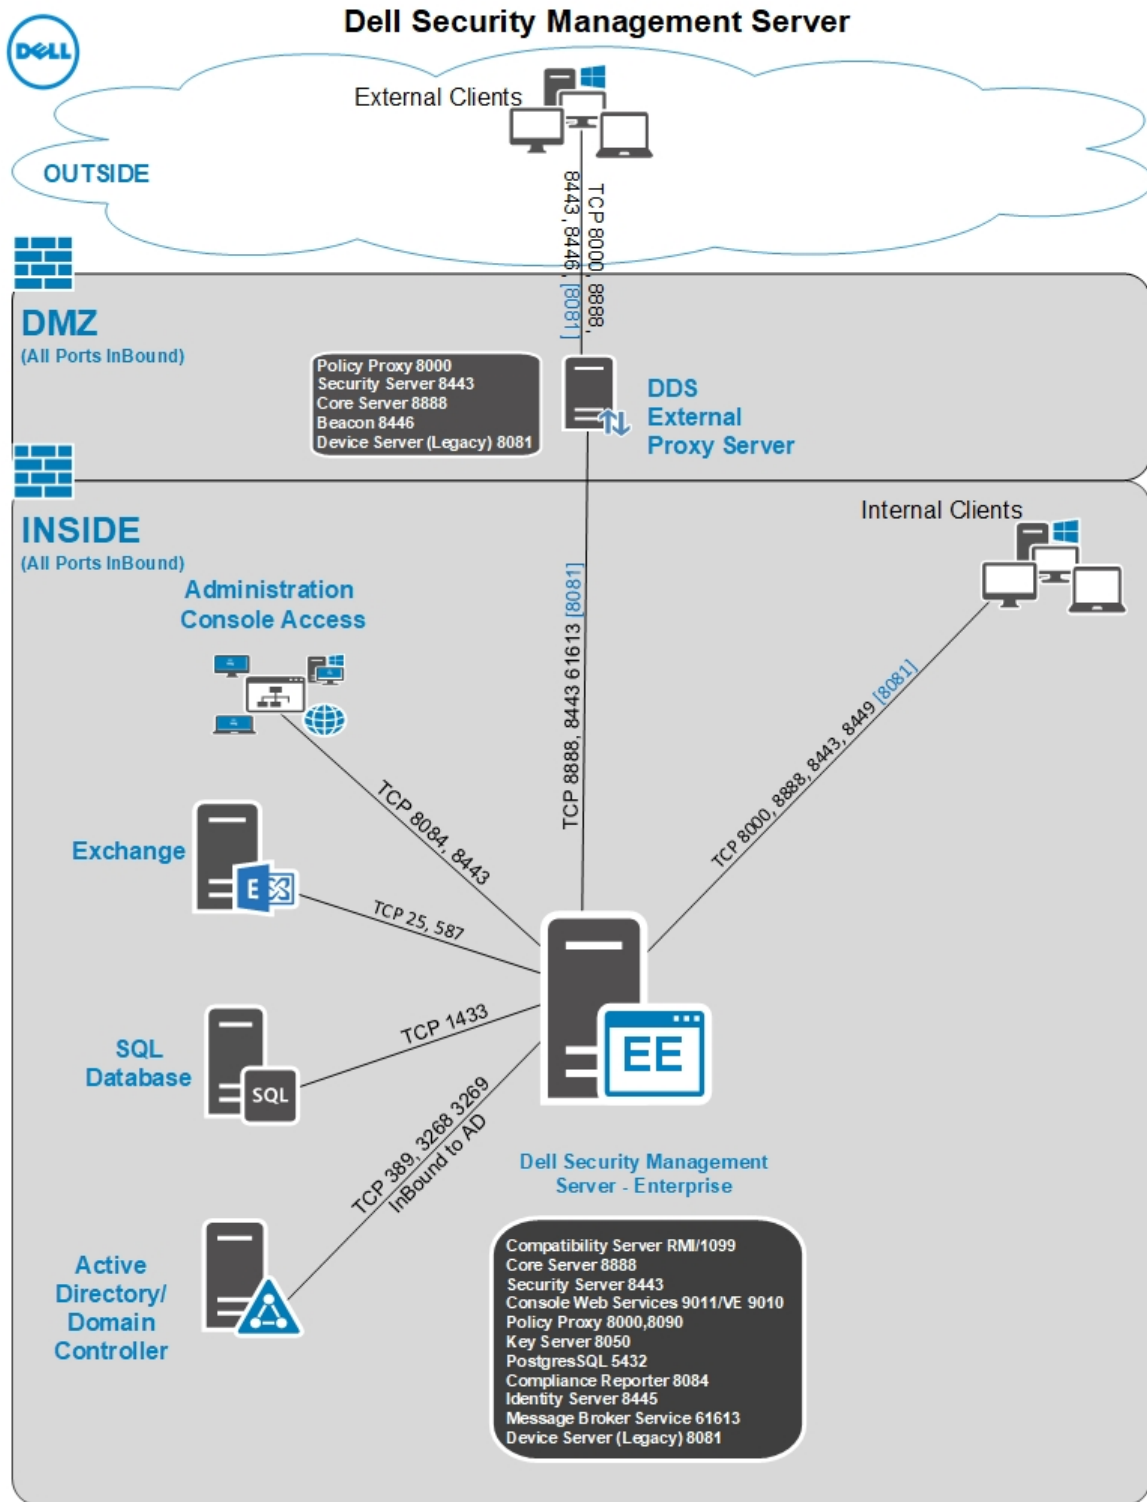 Dell Security Management Server
DELL
External Clients
OUTSIDE
TCP 8000, 8888,
8443, 8446, [8081]
DMZ
(All Ports InBound)
Policy Proxy 8000
Security Server 8443
Core Server 8888
Beacon 8446
Device Server (Legacy) 8081
DDS
External
Proxy Server
INSIDE
(All Ports InBound)
Internal Clients
Administration
Console Access
TCP 8888, 8443 61613 [8081]
TCP 8000, 8888, 8443, 8449 [8081]
TCP 8084, 8443
Exchange
E
TCP 25, 587
TCP 1433
SQL
Database
SQL
EE
TCP 389, 3268 3269
InBound to AD
Dell Security Management
Server - Enterprise
Active
Directory/
Domain
Controller
Compatibility Server RMI/1099
Core Server 8888
Security Server 8443
Console Web Services 9011/VE 9010
Policy Proxy 8000,8090
Key Server 8050
PostgresSQL 5432
Compliance Reporter 8084
Identity Server 8445
Message Broker Service 61613
Device Server (Legacy) 8081